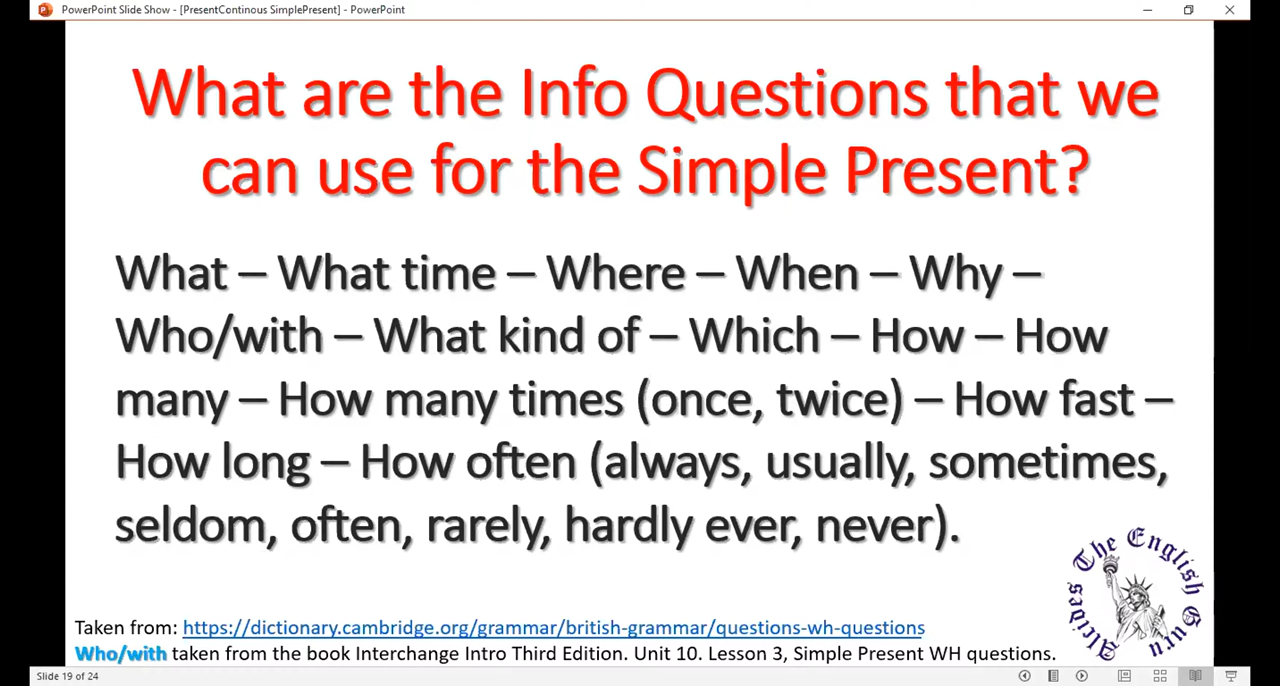 PowerPoint Slide Show - [PresentContinous SimplePresent] - PowerPoint
What are the Info Questions that we
can use for the Simple Present?
What – What time – Where – When – Why –
Who/with – What kind of – Which – How – How
many – How many times (once, twice) – How fast –
How long – How often (always, usually, sometimes,
seldom, often, rarely, hardly ever, never).
Alcides The English Guru
Taken from: https://dictionary.cambridge.org/grammar/british-grammar/questions-wh-questions
Who/with taken from the book Interchange Intro Third Edition. Unit 10. Lesson 3, Simple Present WH questions.
Slide 19 of 24